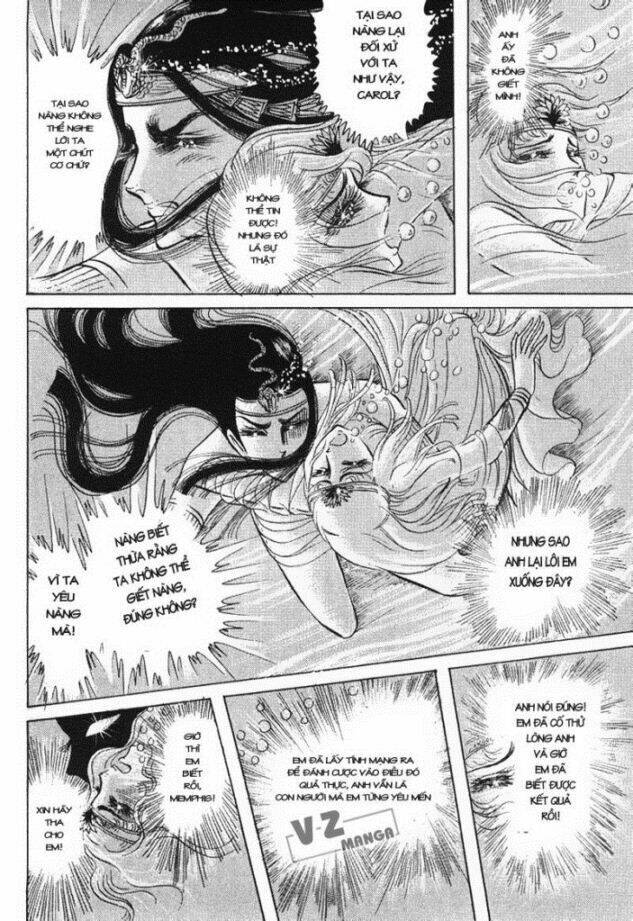 ANH
ẤY ĐÃ
KHÔNG
GIẾT
MÌNH!
TẠI SAO
NÀNG LẠI
ĐỐI XỬ
VỚI TA
NHƯ VẬY,
CAROL?
TẠI SAO
NÀNG KHÔNG
THỂ NGHE
LỜI TA
MỘT CHÚT
CƠ CHỨ?
KHÔNG
THỂ TIN
ĐƯỢC!
NHƯNG ĐÓ
LÀ SỰ
THẬT
NHƯNG SAO
ANH LẠI LÔI EM
XUỐNG ĐÂY?
NÀNG BIẾT
THỪA RẰNG
TA KHÔNG THỂ
GIẾT NÀNG,
ĐÚNG KHÔNG?
VÌ TA
YÊU
NÀNG
MÀ!
ANH NÓI ĐÚNG!
EM ĐÃ CỐ THỬ
LÒNG ANH
VÀ GIỜ
EM ĐÃ
BIẾT ĐƯỢC
KẾT QUẢ
RỒI!
EM ĐÃ LẤY TÍNH MẠNG RA
ĐỂ ĐÁNH CƯỢC VÀO ĐIỀU ĐÓ
QUẢ THỰC, ANH VẪN LÀ
CON NGƯỜI MÀ EM TỪNG YÊU MẾN
V-Z
MANGA
GIỜ
THÌ
EM
BIẾT
RỒI,
MEMPHIS!
XIN HÃY
THA
CHO
EM!